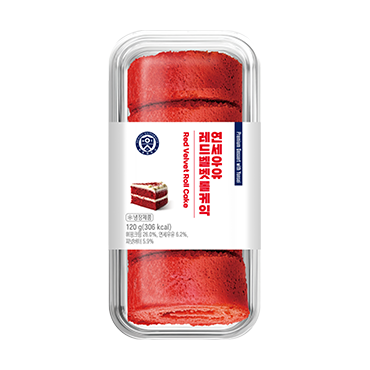 Premium Dessert with Yonsei
연세우유
레드벨벳롤케익
Red Velvet Roll Cake
냉장제품
120 g(306 kcal)